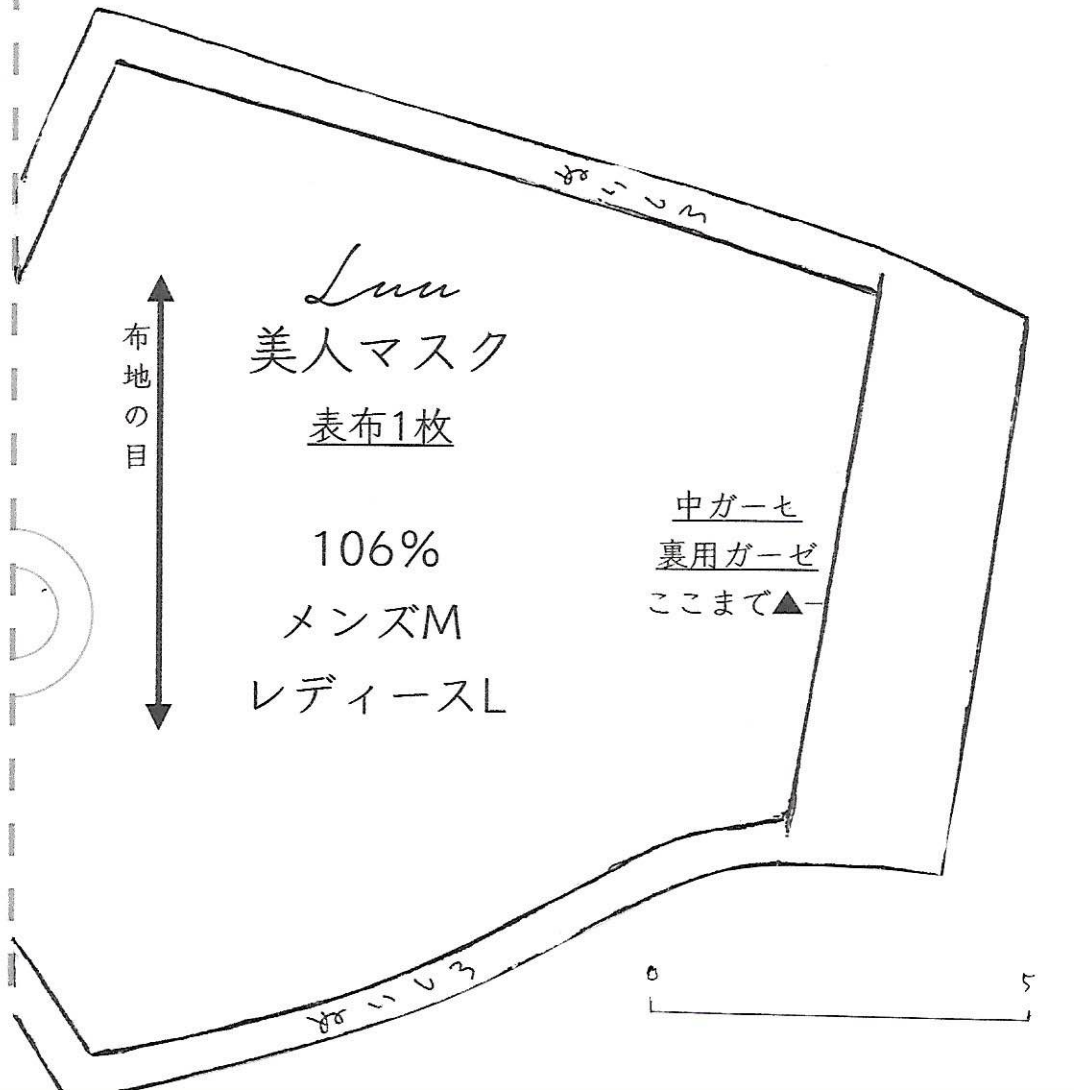 ぬいしろ
Luu
美人マスク
表布1枚
布地の目
106%
メンズM
レディースL
中ガーセ
裏用ガーゼ
ここまで▲
ぬいしろ
0 5